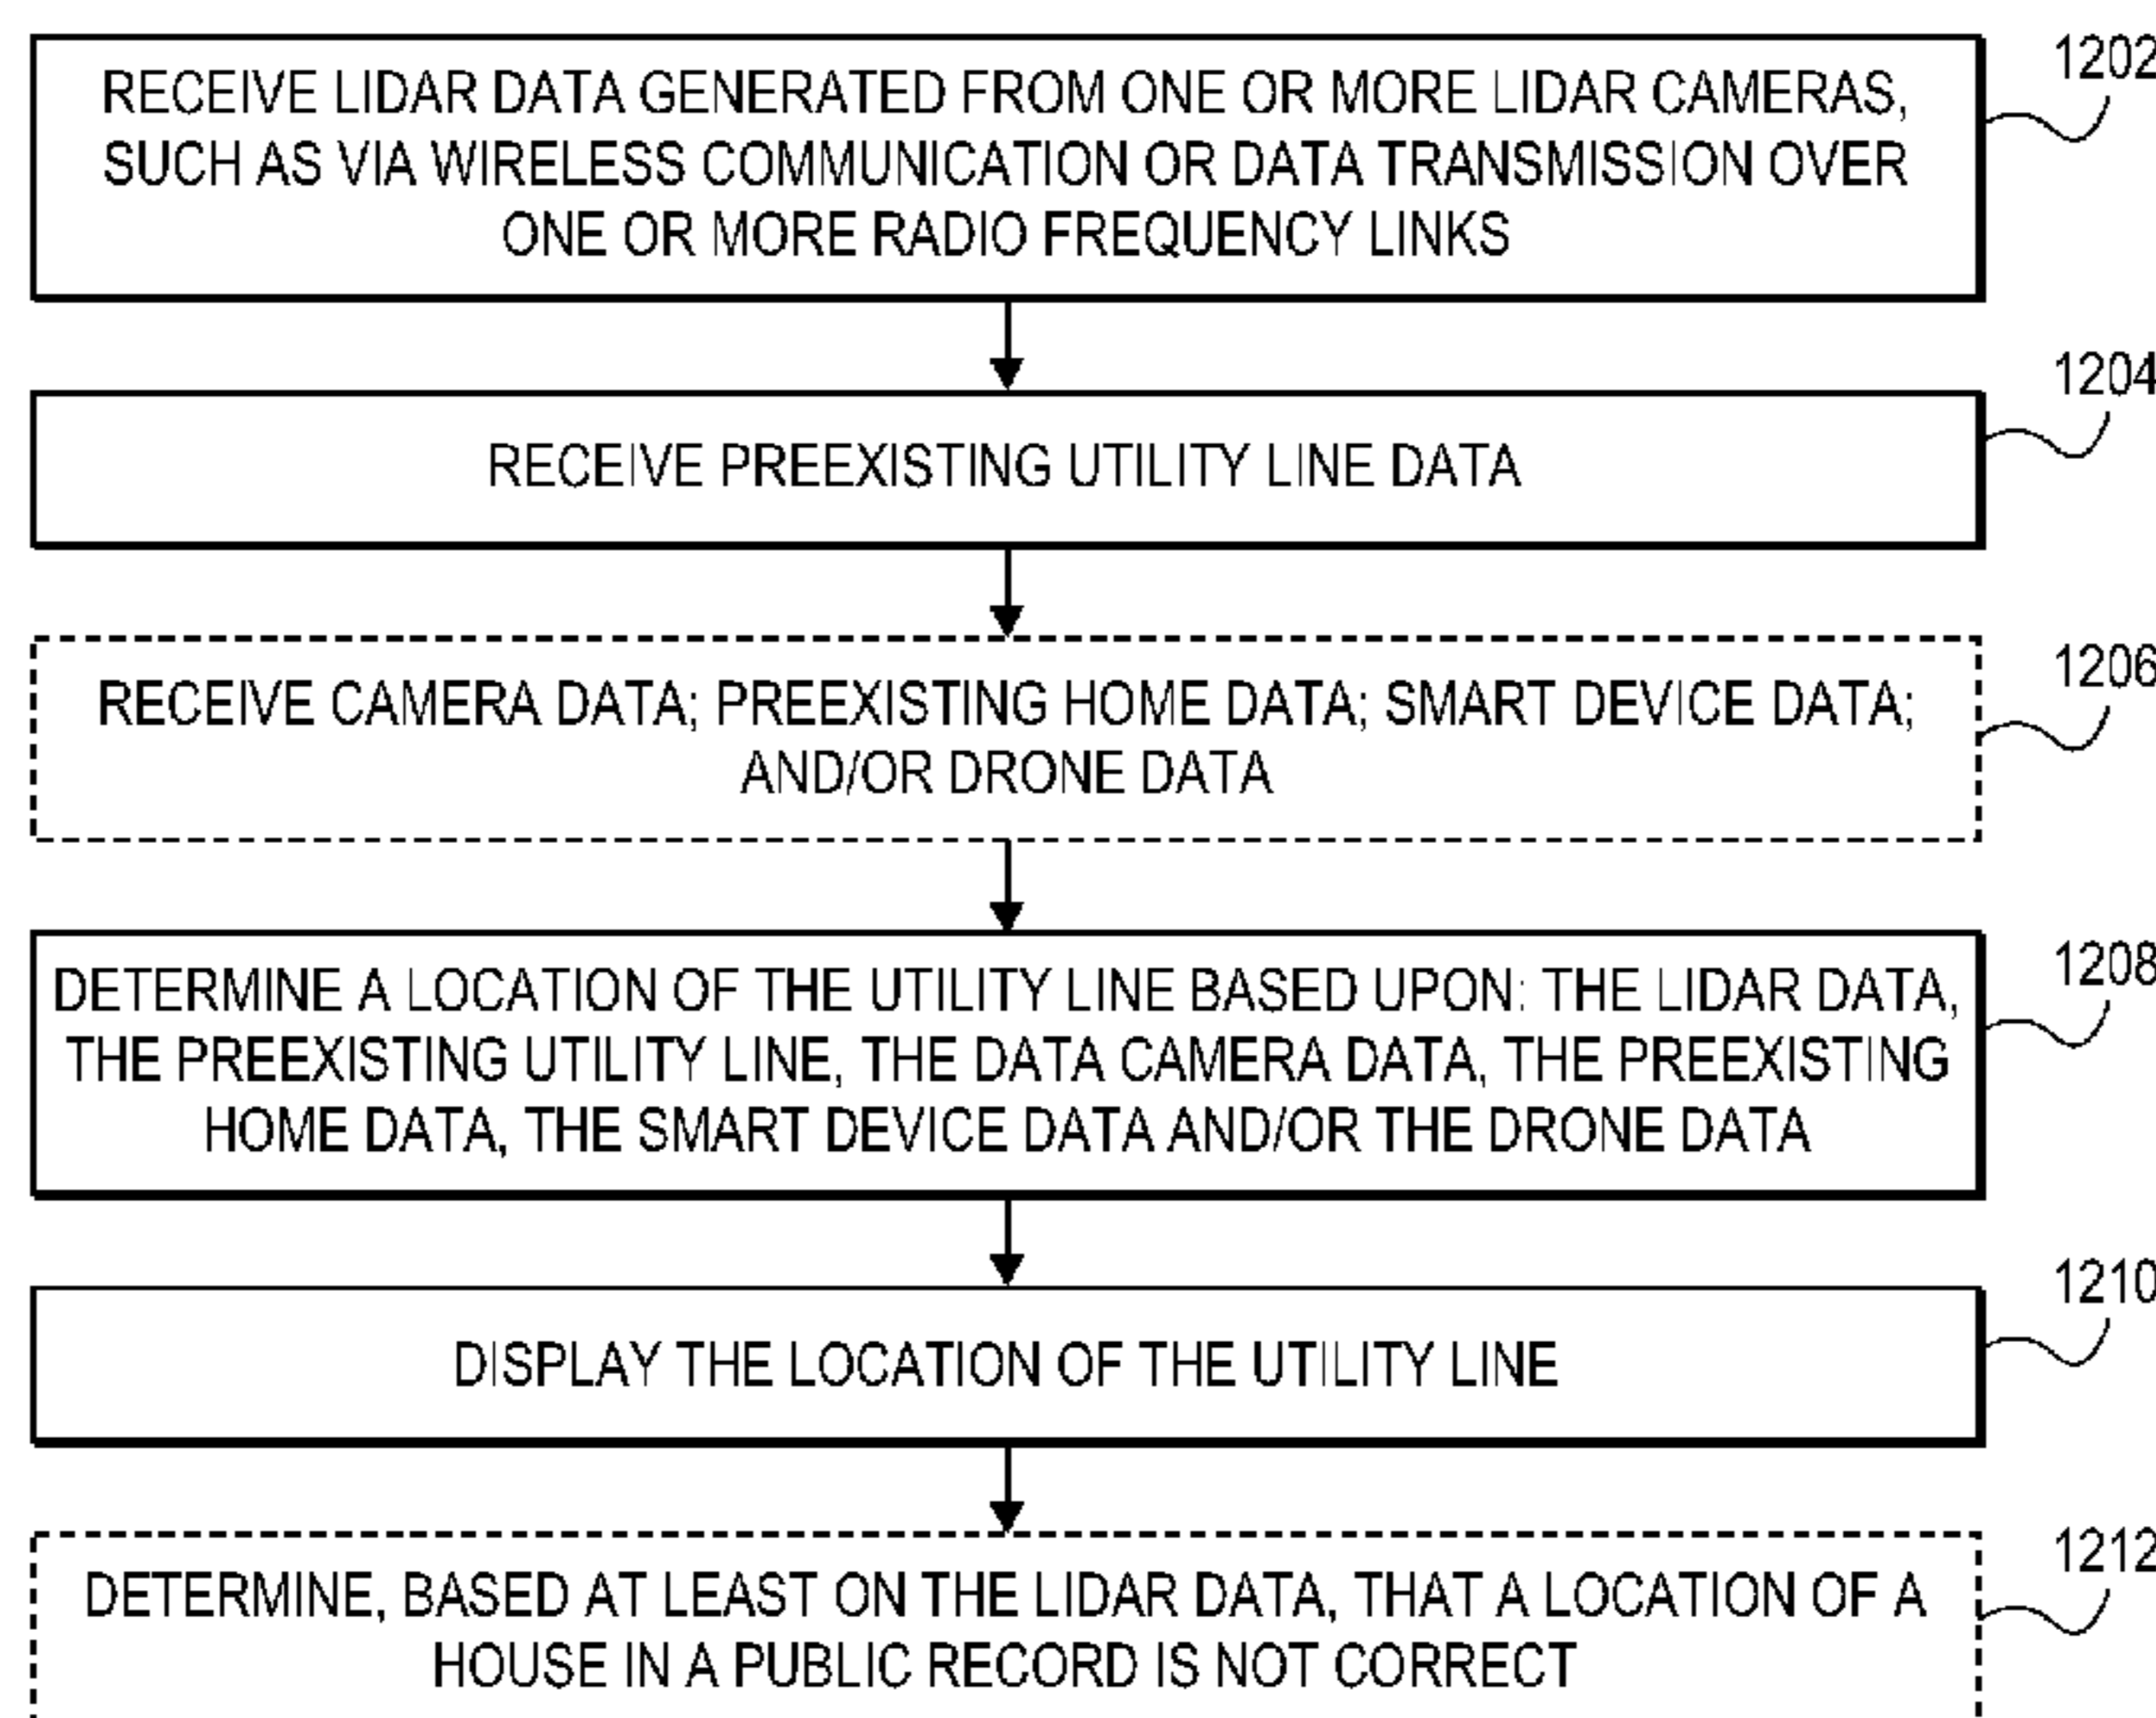 RECEIVE LIDAR DATA GENERATED FROM ONE OR MORE LIDAR CAMERAS,
SUCH AS VIA WIRELESS COMMUNICATION OR DATA TRANSMISSION OVER
ONE OR MORE RADIO FREQUENCY LINKS
1202
RECEIVE PREEXISTING UTILITY LINE DATA
1204
RECEIVE CAMERA DATA; PREEXISTING HOME DATA; SMART DEVICE DATA;
AND/OR DRONE DATA
1206
DETERMINE A LOCATION OF THE UTILITY LINE BASED UPON: THE LIDAR DATA,
THE PREEXISTING UTILITY LINE, THE DATA CAMERA DATA, THE PREEXISTING
HOME DATA, THE SMART DEVICE DATA AND/OR THE DRONE DATA
1208
DISPLAY THE LOCATION OF THE UTILITY LINE
1210
DETERMINE, BASED AT LEAST ON THE LIDAR DATA, THAT A LOCATION OF A
HOUSE IN A PUBLIC RECORD IS NOT CORRECT
1212